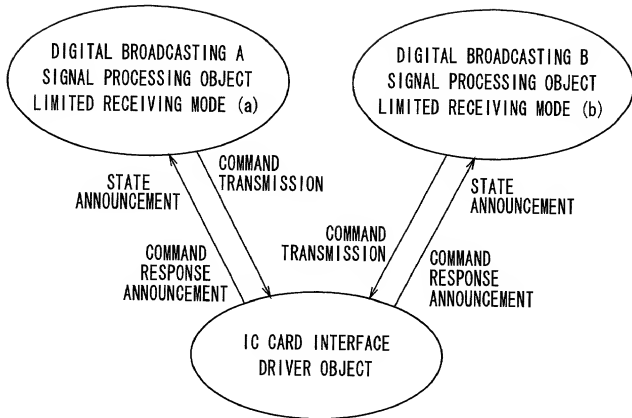 DIGITAL BROADCASTING A
SIGNAL PROCESSING OBJECT
LIMITED RECEIVING MODE (a)
DIGITAL BROADCASTING B
SIGNAL PROCESSING OBJECT
LIMITED RECEIVING MODE (b)
STATE
ANNOUNCEMENT
COMMAND
TRANSMISSION
COMMAND
RESPONSE
ANNOUNCEMENT
COMMAND
TRANSMISSION
STATE
ANNOUNCEMENT
COMMAND
RESPONSE
ANNOUNCEMENT
IC CARD INTERFACE
DRIVER OBJECT